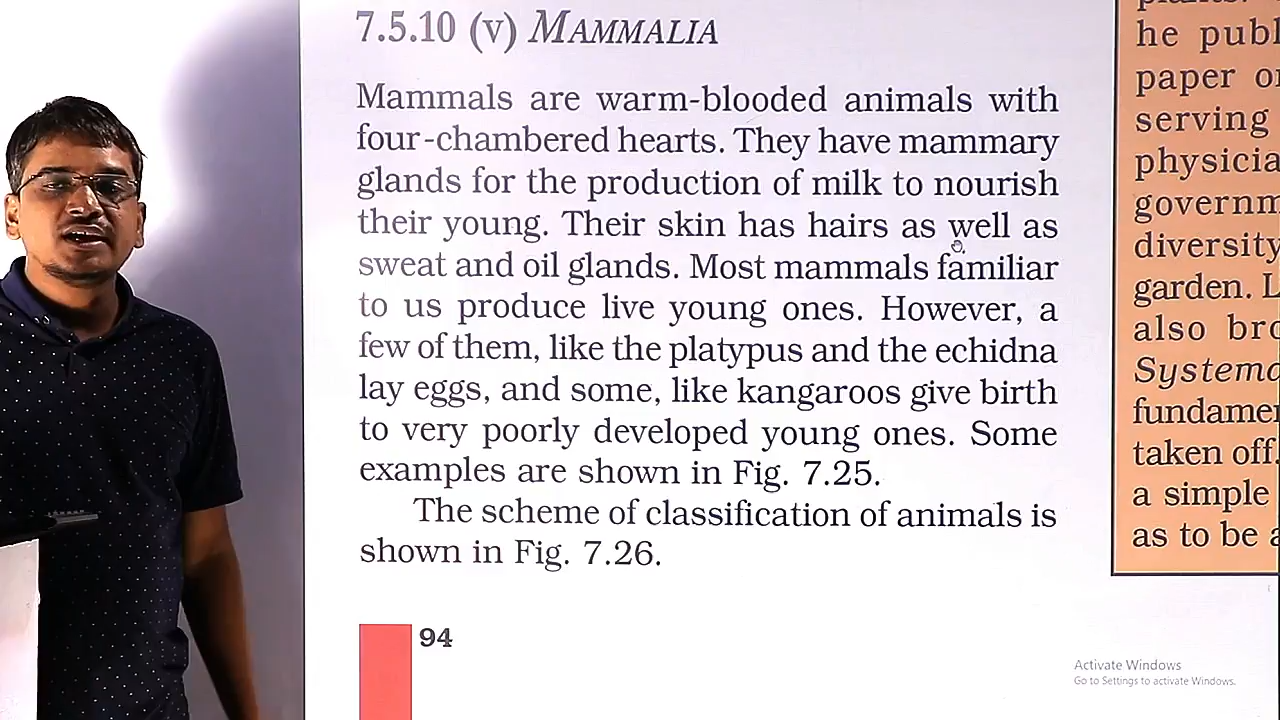 7.5.10 (v) MAMMALIA
Mammals are warm-blooded animals with
four-chambered hearts. They have mammary
glands for the production of milk to nourish
their young. Their skin has hairs as well as
sweat and oil glands. Most mammals familiar
to us produce live young ones. However, a
few of them, like the platypus and the echidna
lay eggs, and some, like kangaroos give birth
to very poorly developed young ones. Some
examples are shown in Fig. 7.25.
The scheme of classification of animals is
shown in Fig. 7.26.
94
he publ
paper o
serving
physicia
governm
diversity
garden. L
also bro
Systema
fundamen
taken off.
a simple
as to be a
Activate Windows
Go to Settings to activate Windows.